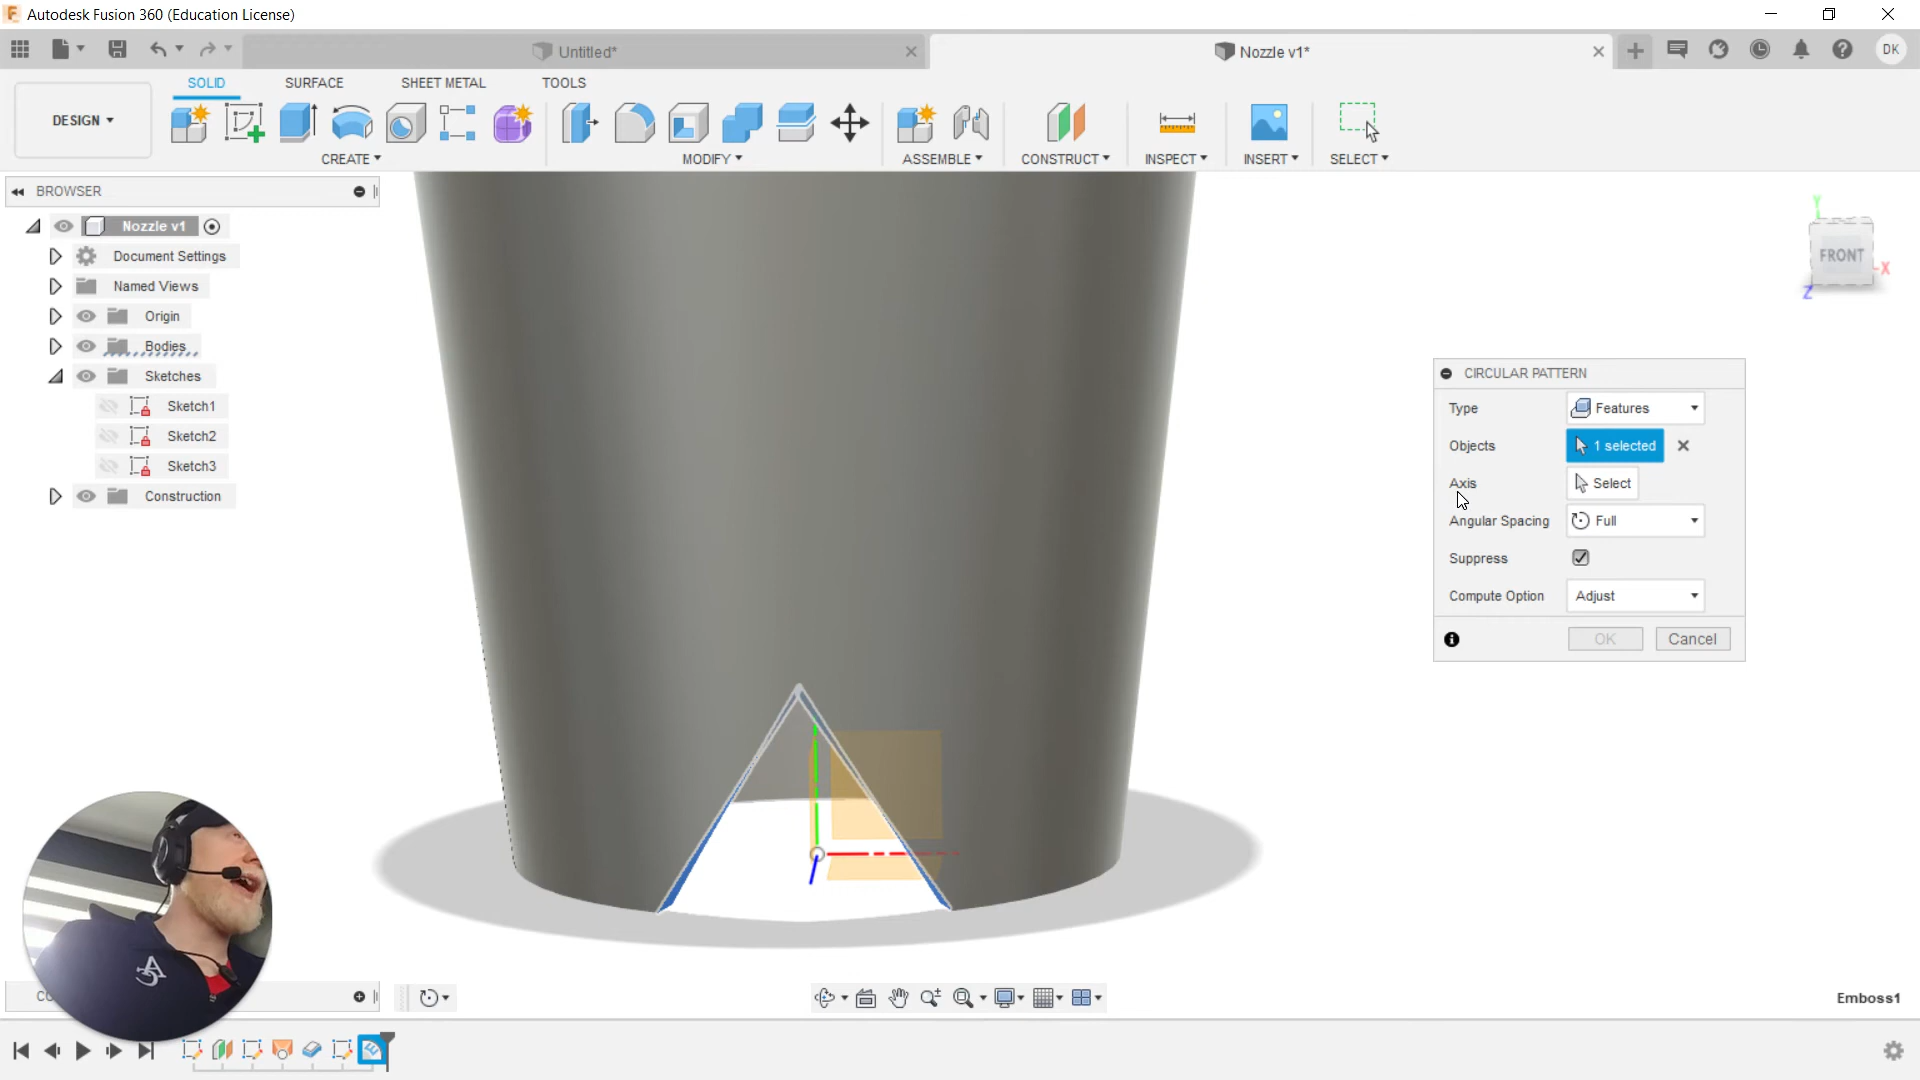 Autodesk Fusion 360 (Education License)
Untitled*
Nozzle v1*
DK
SOLID
SURFACE
SHEET METAL
TOOLS
DESIGN
CREATE
MODIFY
ASSEMBLE
CONSTRUCT
INSPECT
INSERT
SELECT
BROWSER
Nozzle v1
Document Settings
Named Views
Origin
Bodies
Sketches
Sketch1
Sketch2
Sketch3
Construction
Y
FRONT
X
Z
CIRCULAR PATTERN
Type
Features
Objects
1 selected
Axis
Select
Angular Spacing
Full
Suppress
Compute Option
Adjust
OK
Cancel
Emboss1